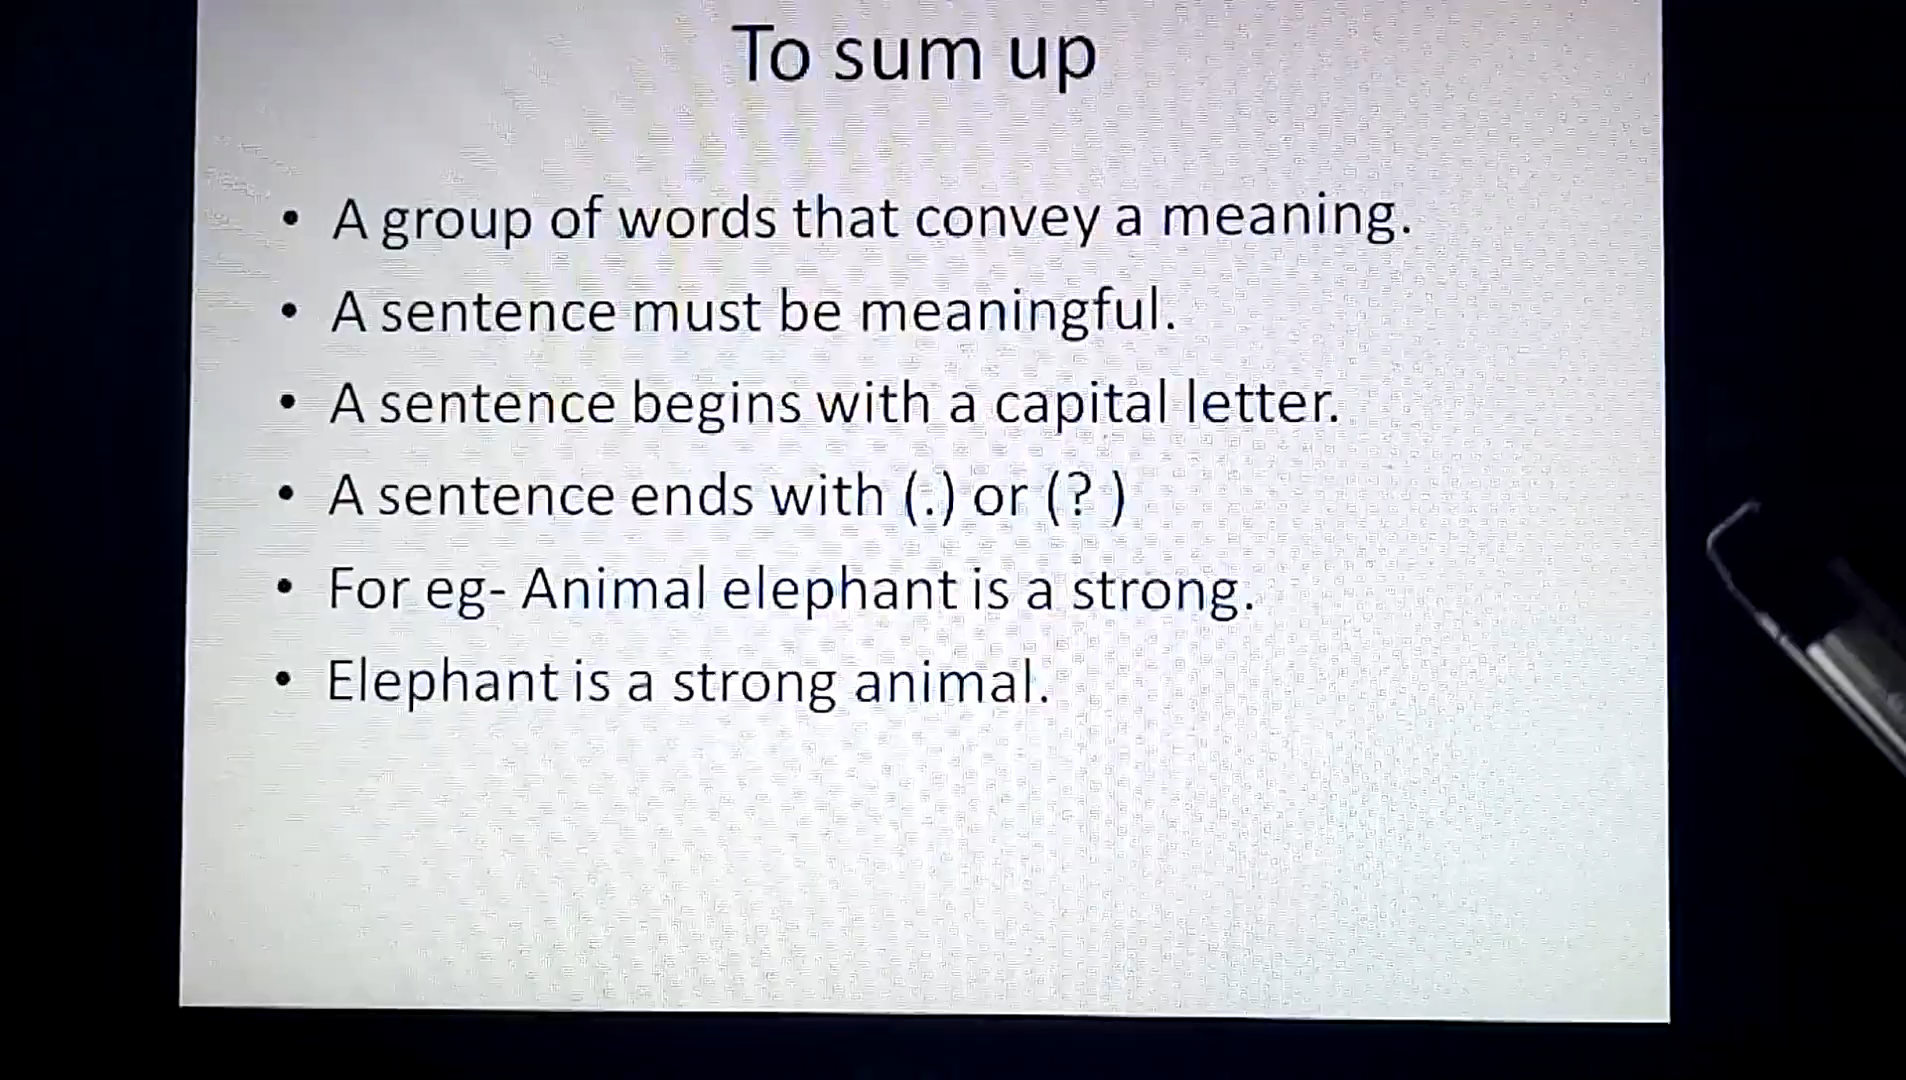 To sum up
• A group of words that convey a meaning.
• A sentence must be meaningful.
• A sentence begins with a capital letter.
• A sentence ends with (.) or (? )
• For eg- Animal elephant is a strong.
• Elephant is a strong animal.